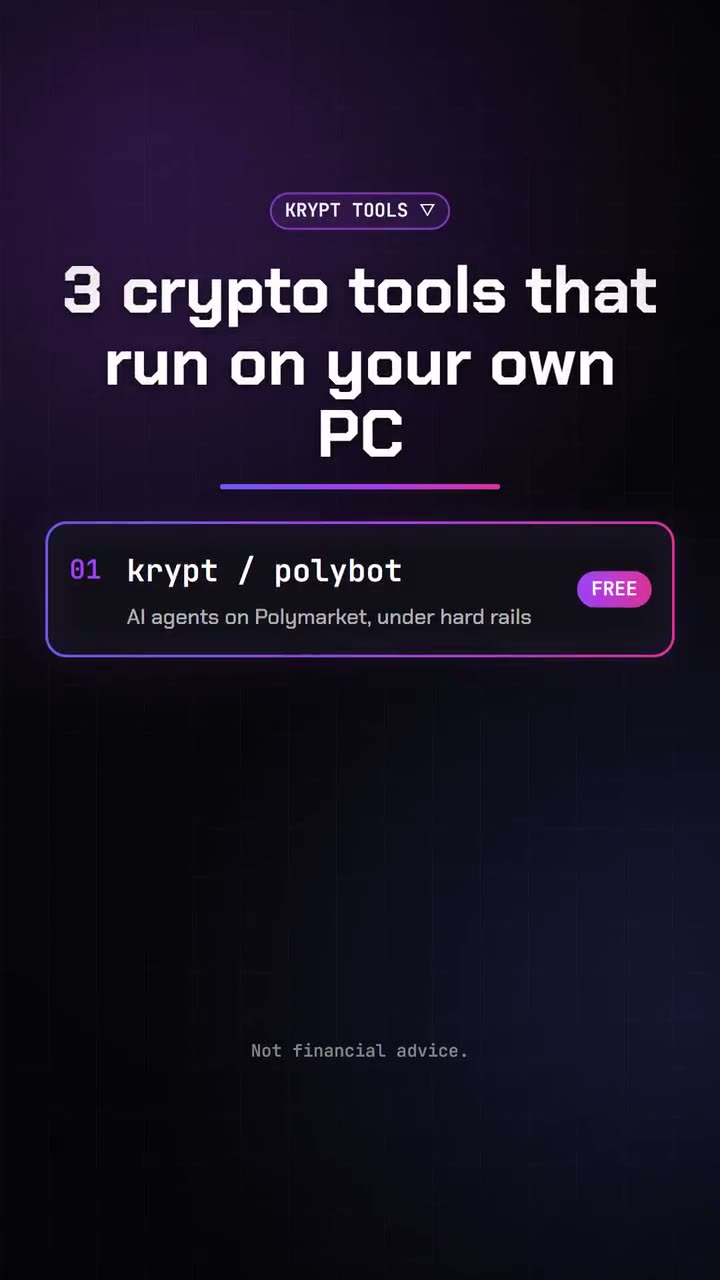 KRYPT TOOLS ▽
3 crypto tools that
run on your own
PC
01 krypt / polybot
AI agents on Polymarket, under hard rails
FREE
Not financial advice.